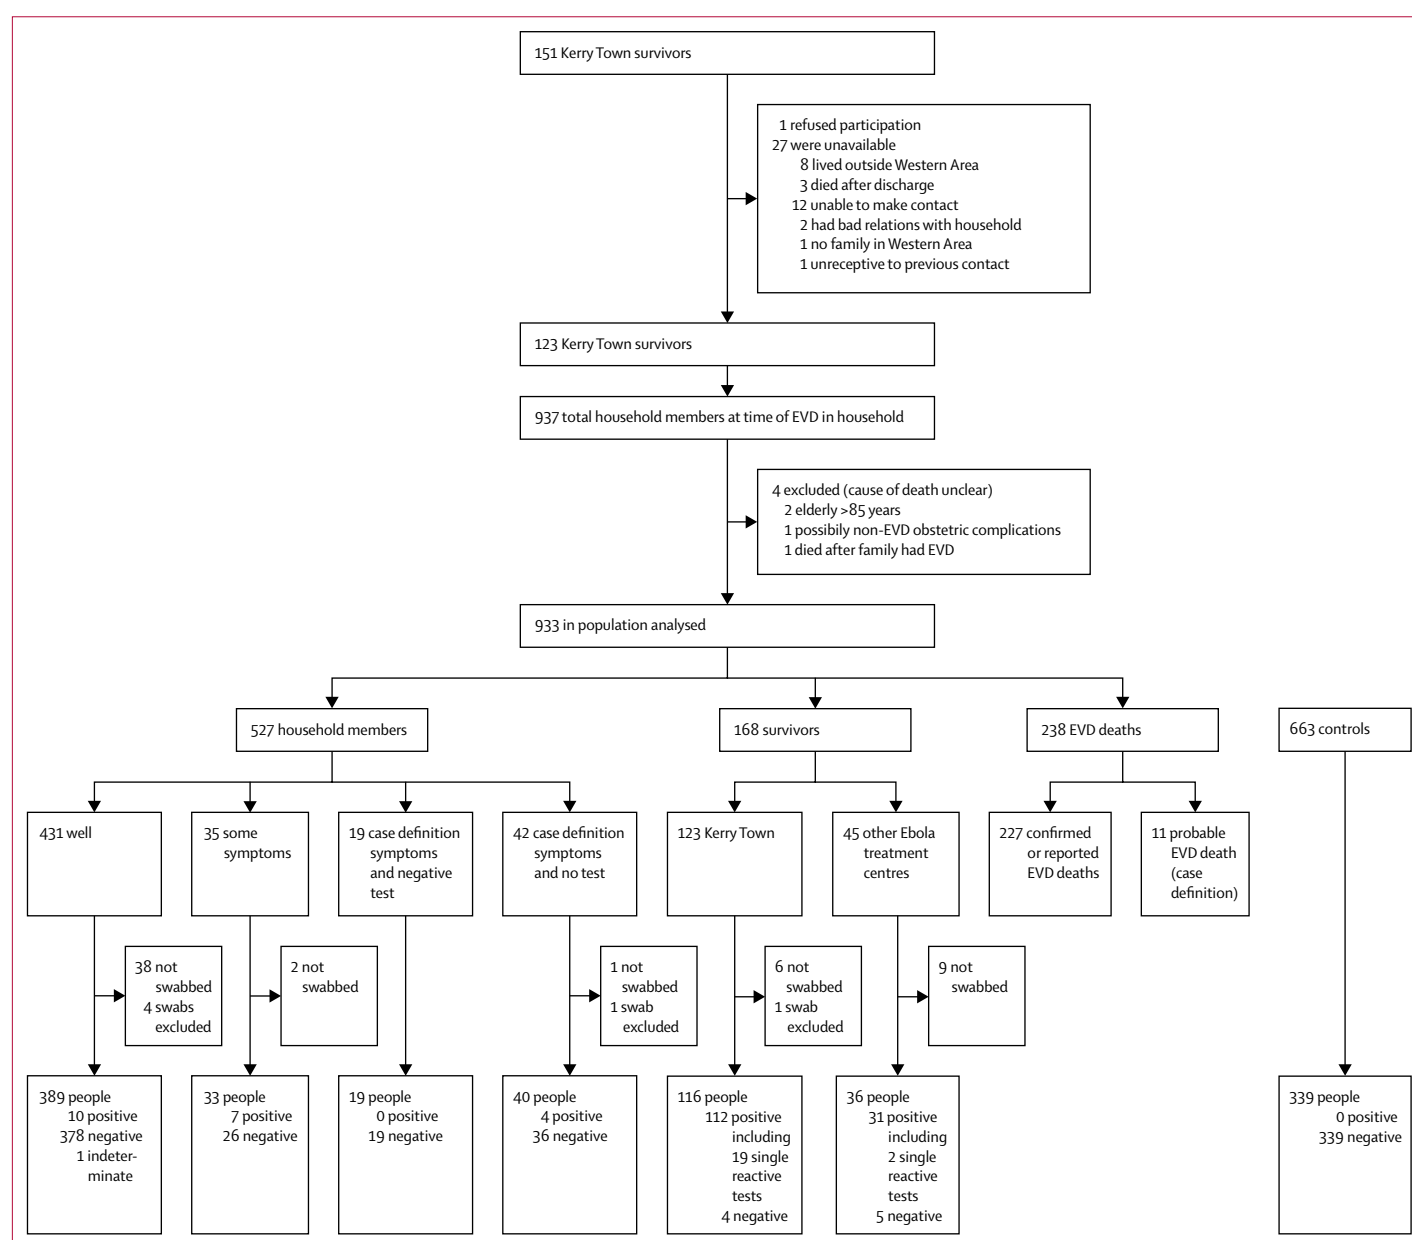 151 Kerry Town survivors
1 refused participation
27 were unavailable
8 lived outside Western Area
3 died after discharge
12 unable to make contact
2 had bad relations with household
1 no family in Western Area
1 unreceptive to previous contact
123 Kerry Town survivors
937 total household members at time of EVD in household
4 excluded (cause of death unclear)
2 elderly >85 years
1 possibily non-EVD obstetric complications
1 died after family had EVD
933 in population analysed
527 household members
168 survivors
238 EVD deaths
663 controls
431 well
35 some
symptoms
19 case definition
symptoms
and negative
test
42 case definition
symptoms
and no test
123 Kerry Town
45 other Ebola
treatment
centres
227 confirmed
or reported
EVD deaths
11 probable
EVD death
(case
definition)
38 not
swabbed
4 swabs
excluded
2 not
swabbed
1 not
swabbed
1 swab
excluded
6 not
swabbed
1 swab
excluded
9 not
swabbed
389 people
10 positive
378 negative
1 indeter-
minate
33 people
7 positive
26 negative
19 people
0 positive
19 negative
40 people
4 positive
36 negative
116 people
112 positive
including
19 single
reactive
tests
4 negative
36 people
31 positive
including
2 single
reactive
tests
5 negative
339 people
0 positive
339 negative